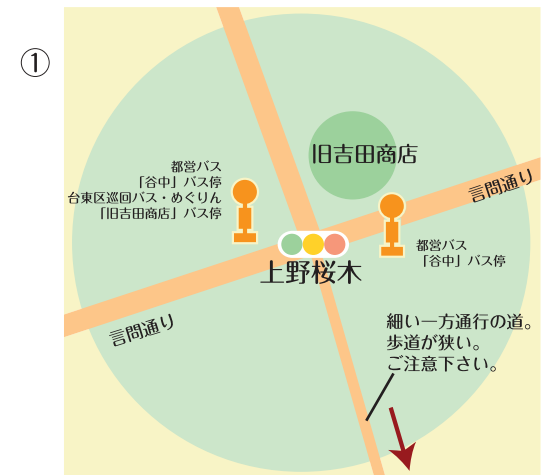 ①
旧吉田商店
都営バス
「谷中」バス停
台東区巡回バス・めぐりん
「旧吉田商店」バス停
言問通り
都営バス
「谷中」バス停
上野桜木
言問通り
細い一方通行の道。
歩道が狭い。
ご注意下さい。